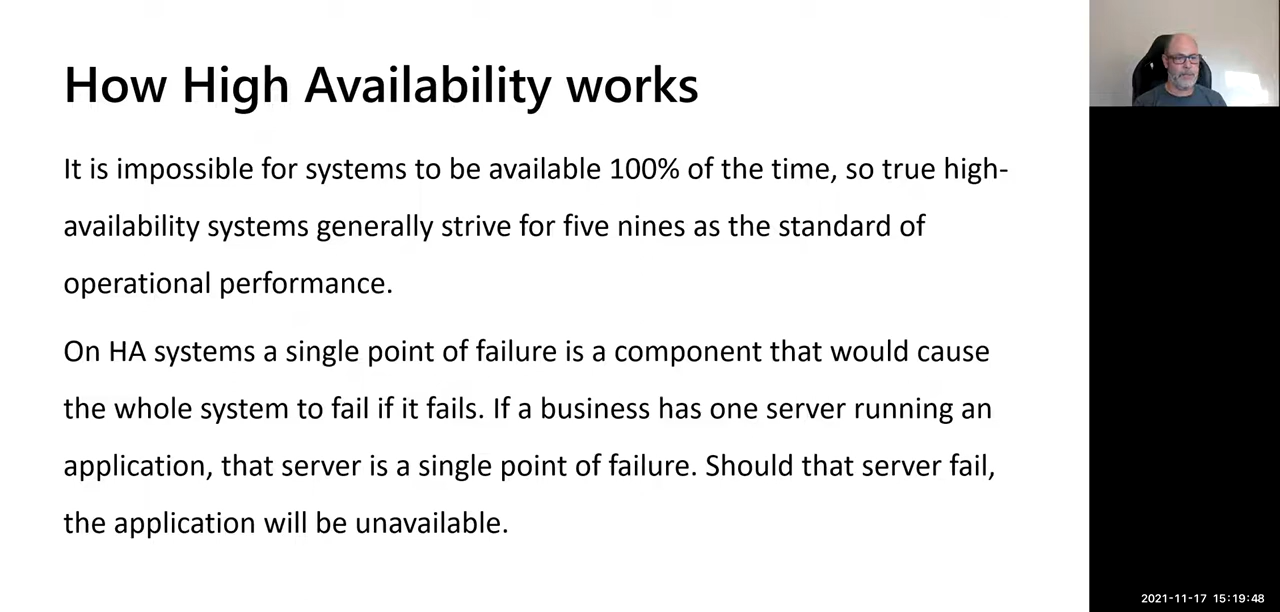 How High Availability works
It is impossible for systems to be available 100% of the time, so true high-
availability systems generally strive for five nines as the standard of
operational performance.
On HA systems a single point of failure is a component that would cause
the whole system to fail if it fails. If a business has one server running an
application, that server is a single point of failure. Should that server fail,
the application will be unavailable.
2021-11-17 15:19:48